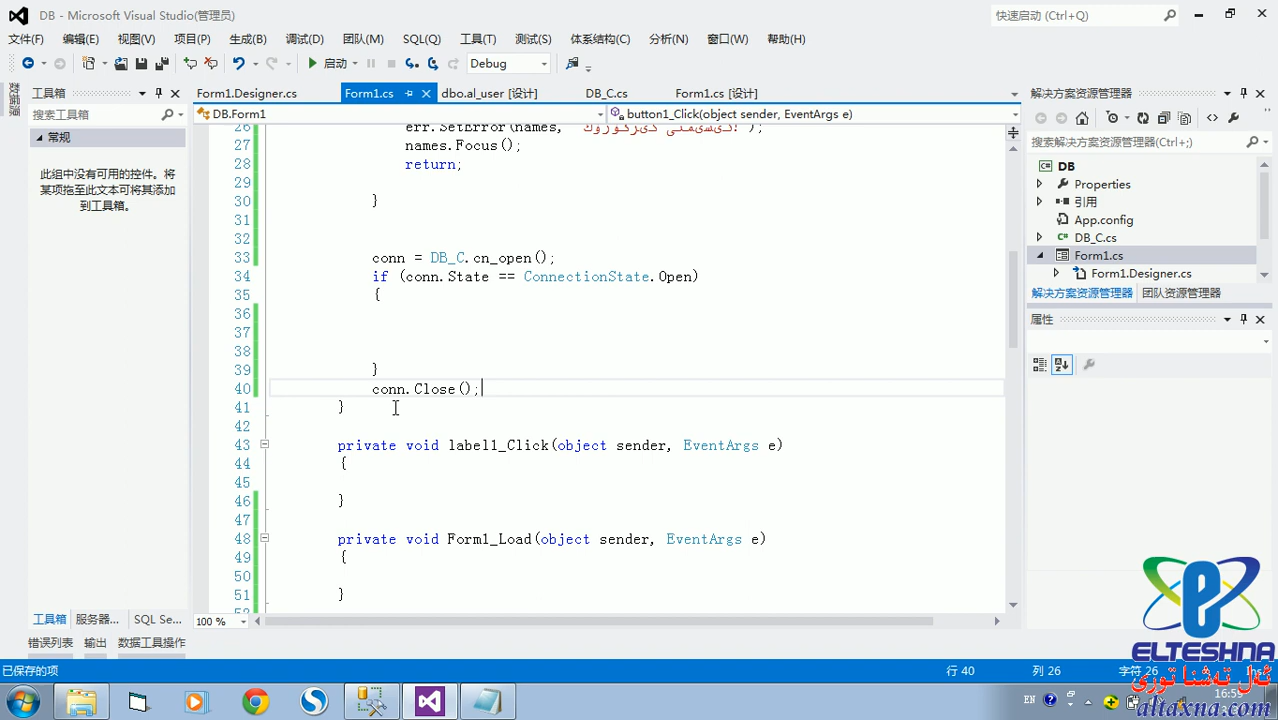 DB - Microsoft Visual Studio(管理员)
快速启动 (Ctrl+Q)
文件(F) 编辑(E) 视图(V) 项目(P) 生成(B) 调试(D) 团队(M) SQL(Q) 工具(T) 测试(S) 体系结构(C) 分析(N) 窗口(W) 帮助(H)
启动 Debug
工具箱
搜索工具箱
常规
此组中没有可用的控件。将
某项拖至此文本可将其添加
到工具箱。
Form1.Designer.cs Form1.cs dbo.al_user [设计] DB_C.cs Form1.cs [设计]
DB.Form1 button1_Click(object sender, EventArgs e)
27 names.Focus();
28 return;
29
30 }
31
32
33 conn = DB_C.cn_open();
34 if (conn.State == ConnectionState.Open)
35 {
36
37
38
39 }
40 conn.Close();
41 }
42
43 private void label1_Click(object sender, EventArgs e)
44 {
45
46 }
47
48 private void Form1_Load(object sender, EventArgs e)
49 {
50
51 }
100 %
解决方案资源管理器
搜索解决方案资源管理器(Ctrl+;)
DB
Properties
引用
App.config
DB_C.cs
Form1.cs
Form1.Designer.cs
解决方案资源管理器 团队资源管理器
属性
工具箱 服务器... SQL Se...
错误列表 输出 数据工具操作
已保存的项 行 40 列 26 字符 26
EN 16:59
e
ELTESHNA
ئەل تەشنا تورى
altaxna.com